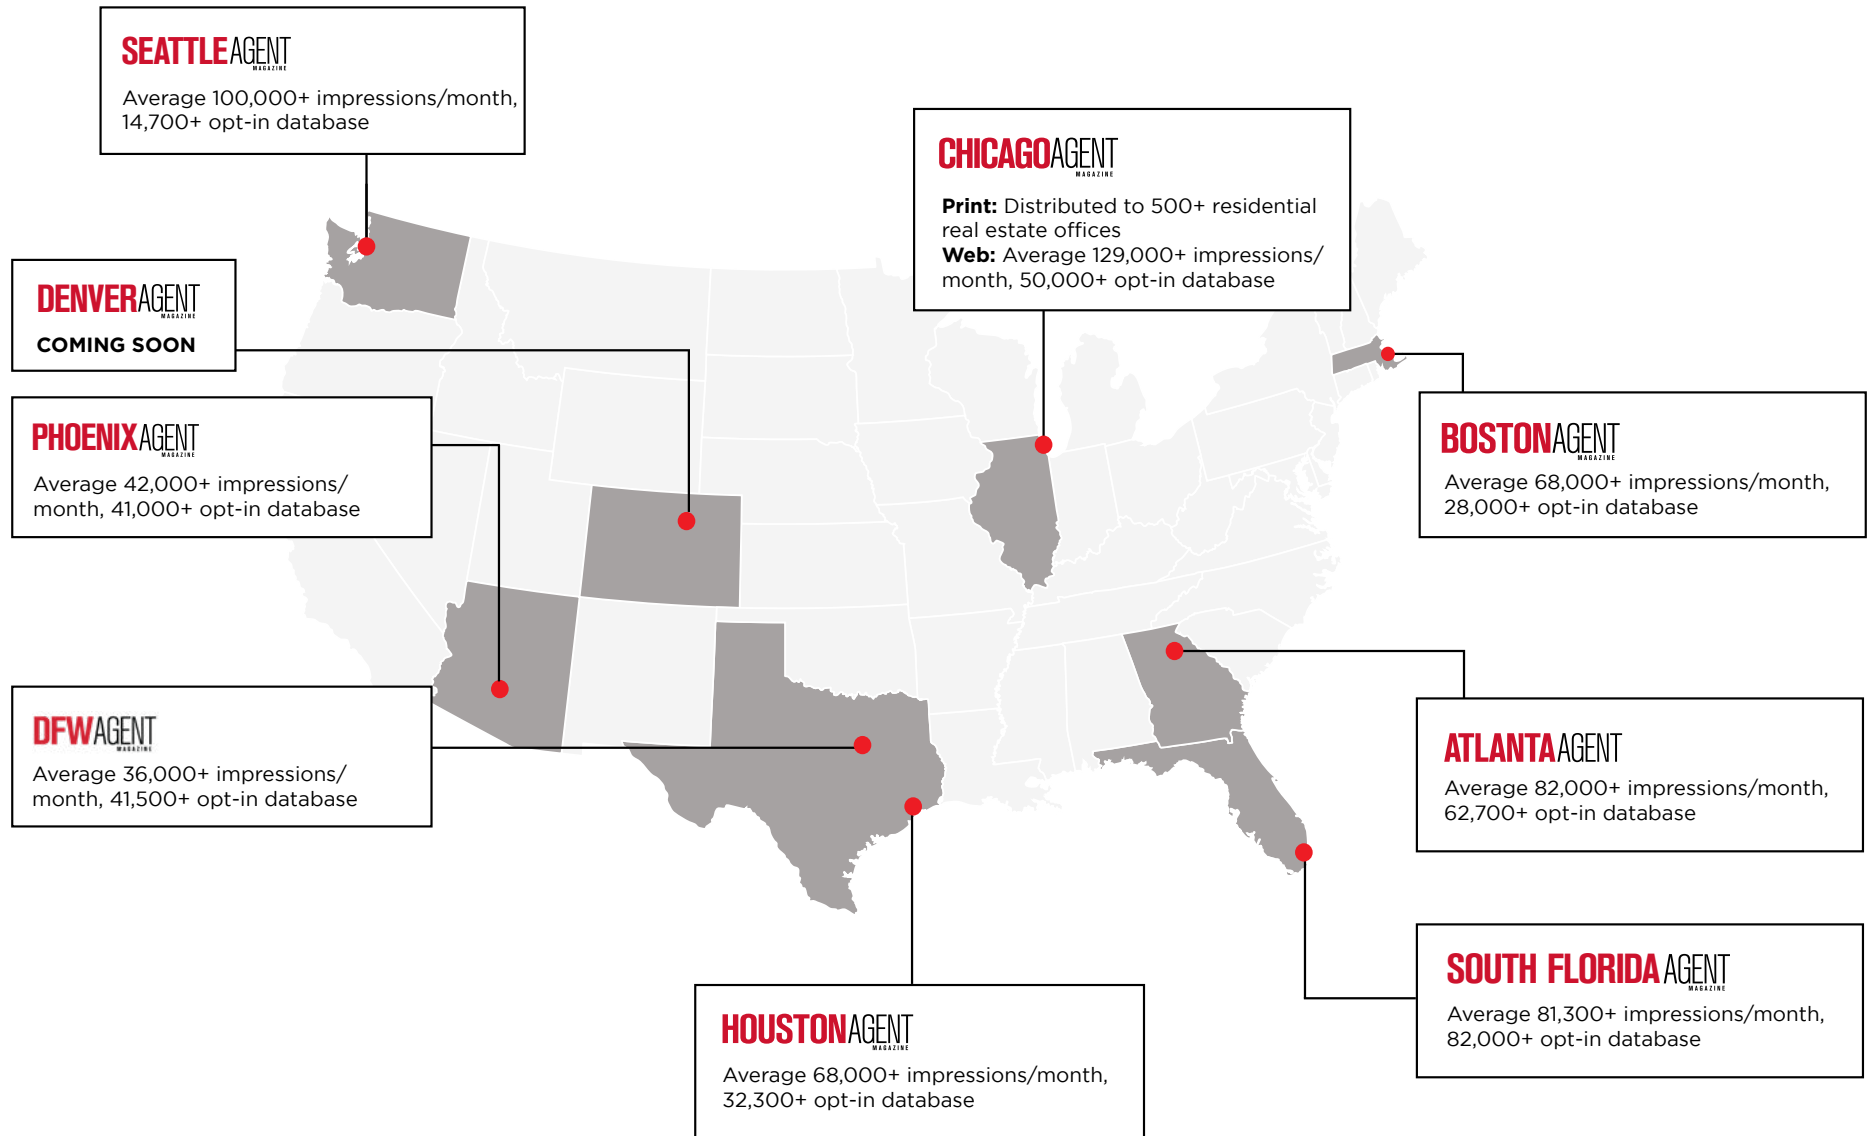 SEATTLEAGENT
MAGAZINE
Average 100,000+ impressions/month,
14,700+ opt-in database
CHICAGOAGENT
MAGAZINE
Print: Distributed to 500+ residential
real estate offices
Web: Average 129,000+ impressions/
month, 50,000+ opt-in database
DENVERAGENT
MAGAZINE
COMING SOON
PHOENIXAGENT
MAGAZINE
Average 42,000+ impressions/
month, 41,000+ opt-in database
BOSTONAGENT
MAGAZINE
Average 68,000+ impressions/month,
28,000+ opt-in database
DFWAGENT
MAGAZINE
Average 36,000+ impressions/
month, 41,500+ opt-in database
ATLANTAAGENT
MAGAZINE
Average 82,000+ impressions/month,
62,700+ opt-in database
SOUTH FLORIDA AGENT
MAGAZINE
Average 81,300+ impressions/month,
82,000+ opt-in database
HOUSTONAGENT
MAGAZINE
Average 68,000+ impressions/month,
32,300+ opt-in database